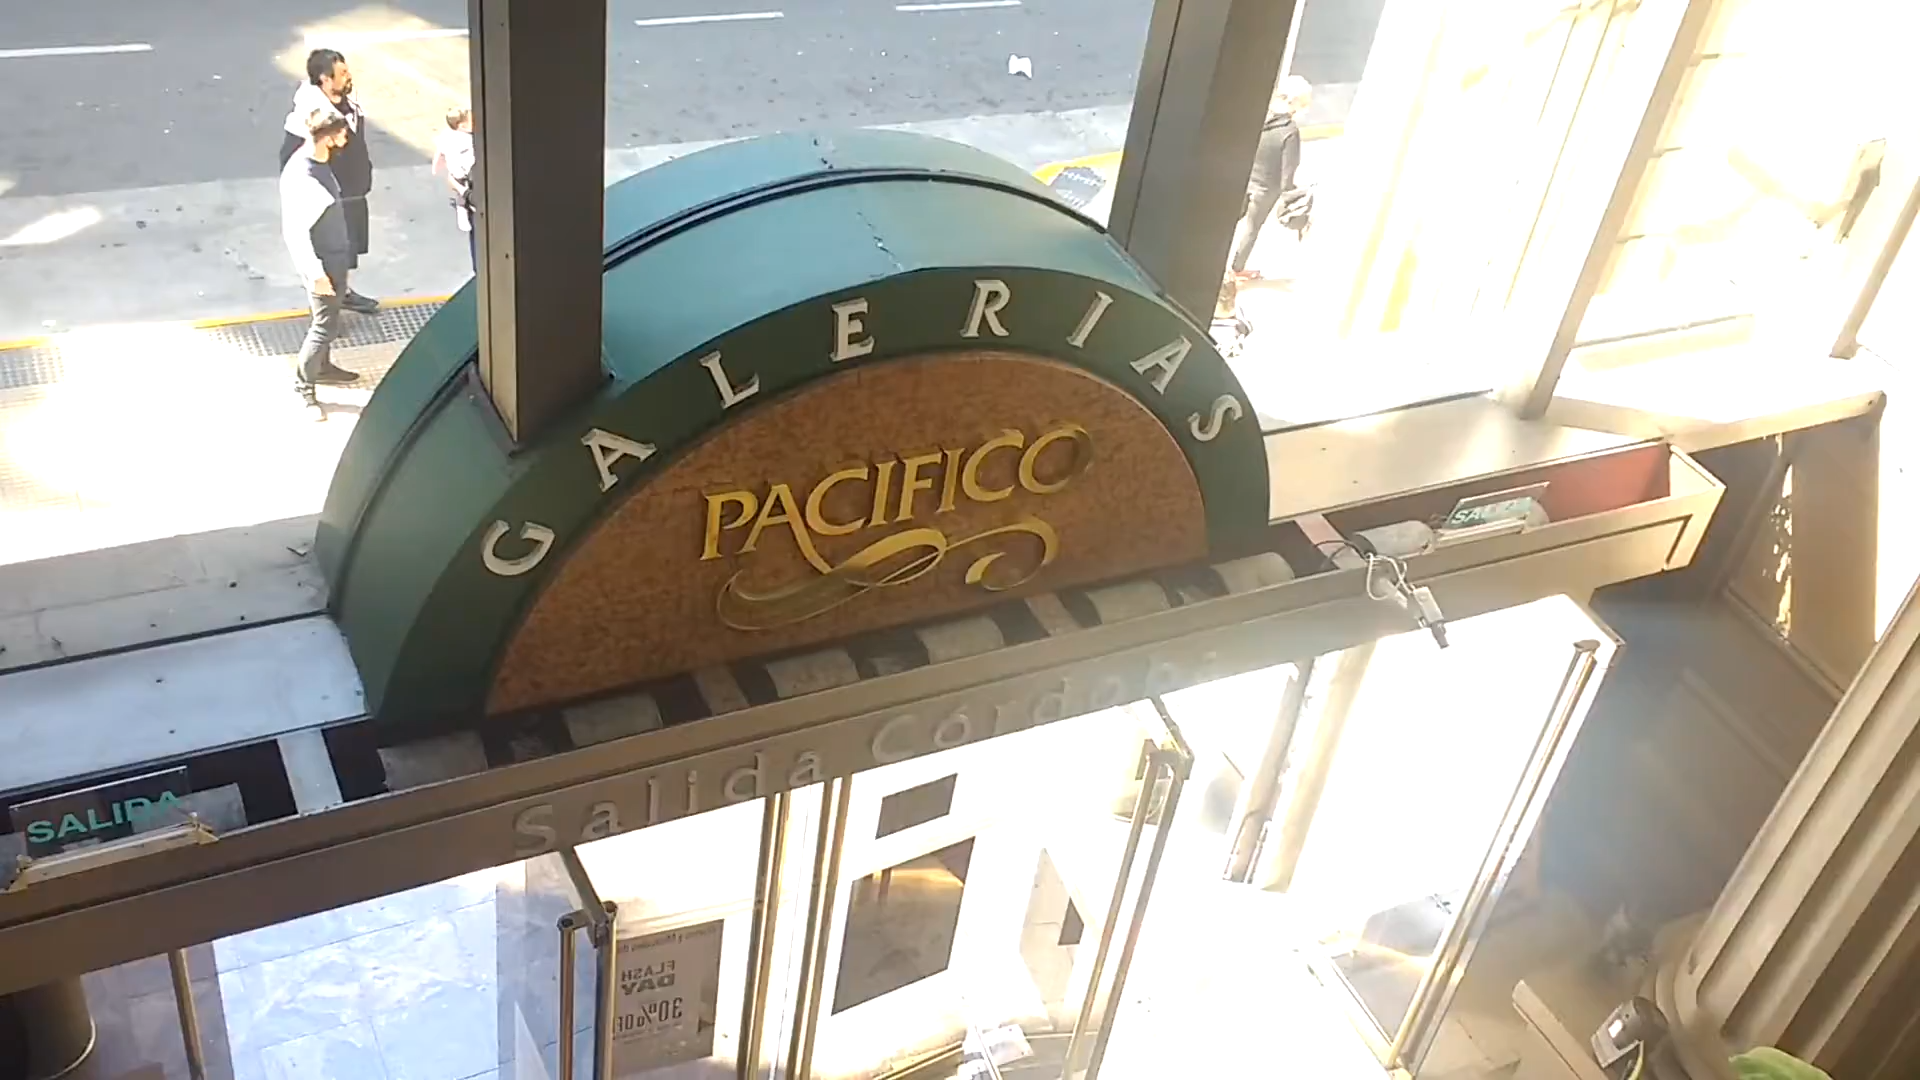 GALERIAS
PACIFICO
SALIDA
Salida Córdoba
SALIDA
FLASH
DAY
30%